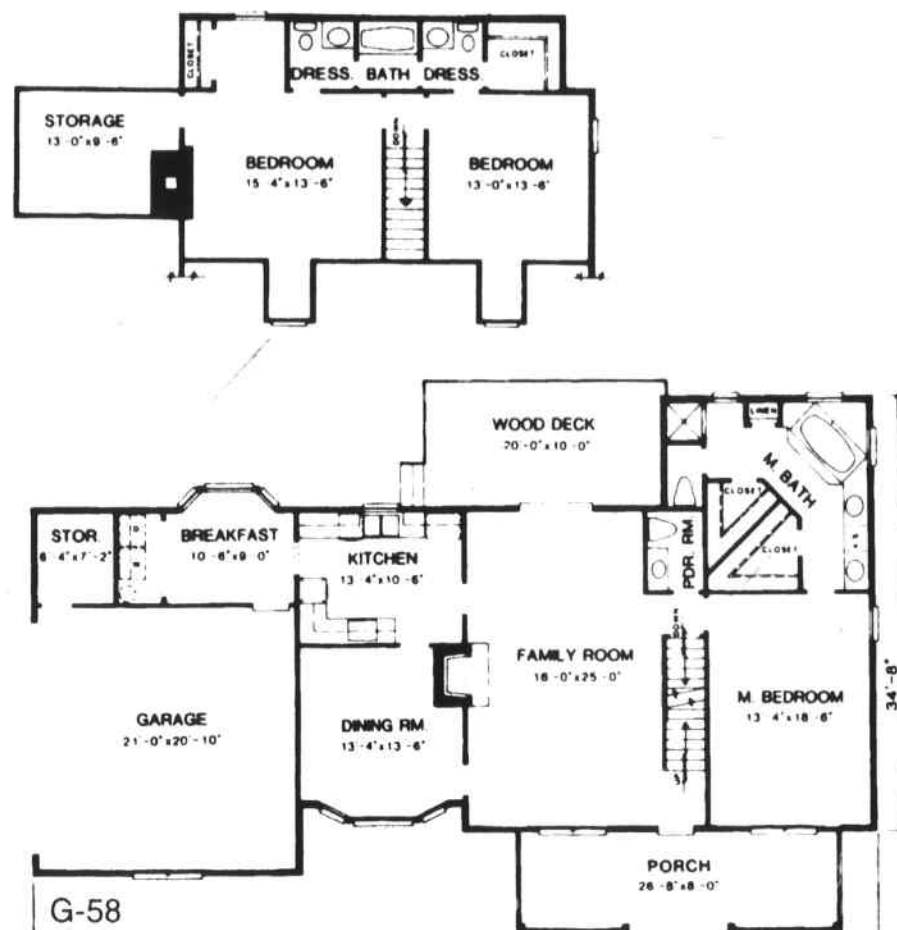 CLOSET
DRESS. BATH DRESS.
CLOSET
STORAGE
13'-0"x9'-6"
DOWN
BEDROOM
15'-4"x13'-6"
BEDROOM
13'-0"x13'-6"
WOOD DECK
20'-0"x10'-0"
LINEN
M. BATH
CLOSET
CLOSET
STOR.
6'-4"x7'-2"
D
W
BREAKFAST
10'-6"x9'-0"
KITCHEN
13'-4"x10'-6"
PDR. RM
DOWN
FAMILY ROOM
16'-0"x25'-0"
UP
M. BEDROOM
13'-4"x18'-6"
34'-8"
GARAGE
21'-0"x20'-10"
DINING RM.
13'-4"x13'-6"
PORCH
26'-8"x8'-0"
G-58